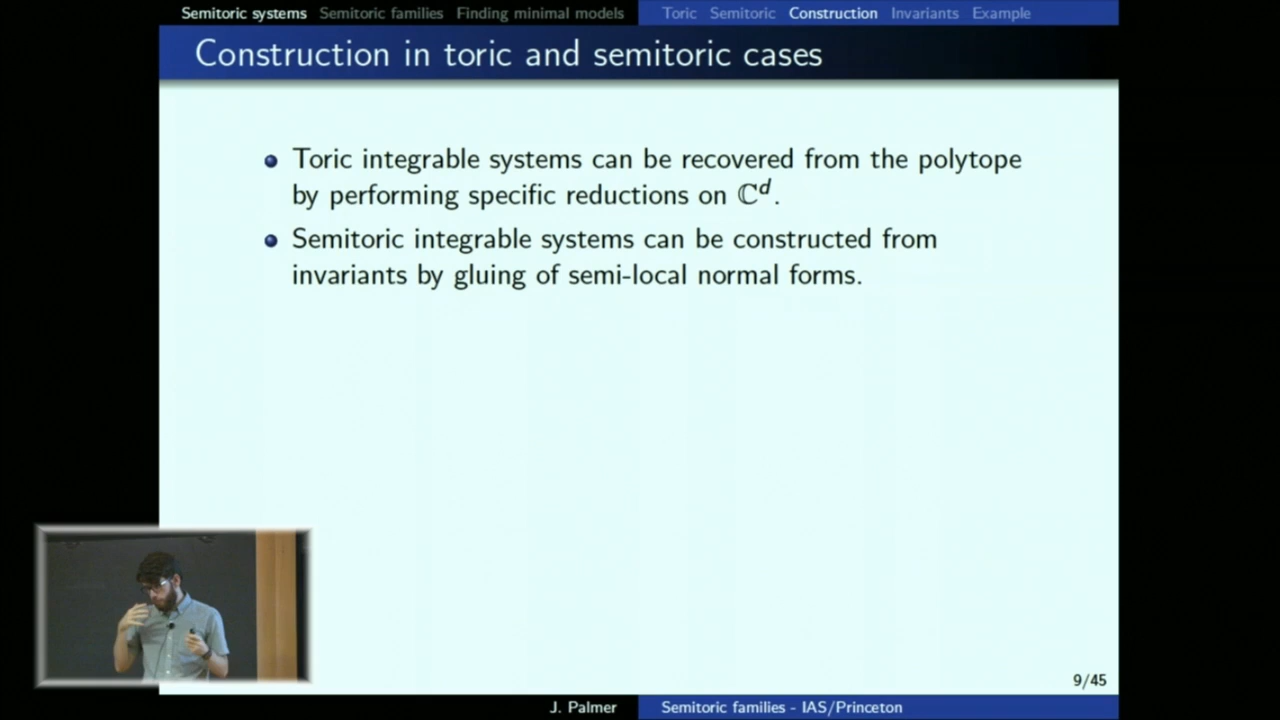 Semitoric systems Semitoric families Finding minimal models Toric Semitoric Construction Invariants Example
Construction in toric and semitoric cases
Toric integrable systems can be recovered from the polytope
by performing specific reductions on ℂᵈ.
Semitoric integrable systems can be constructed from
invariants by gluing of semi-local normal forms.
9/45
J. Palmer Semitoric families - IAS/Princeton